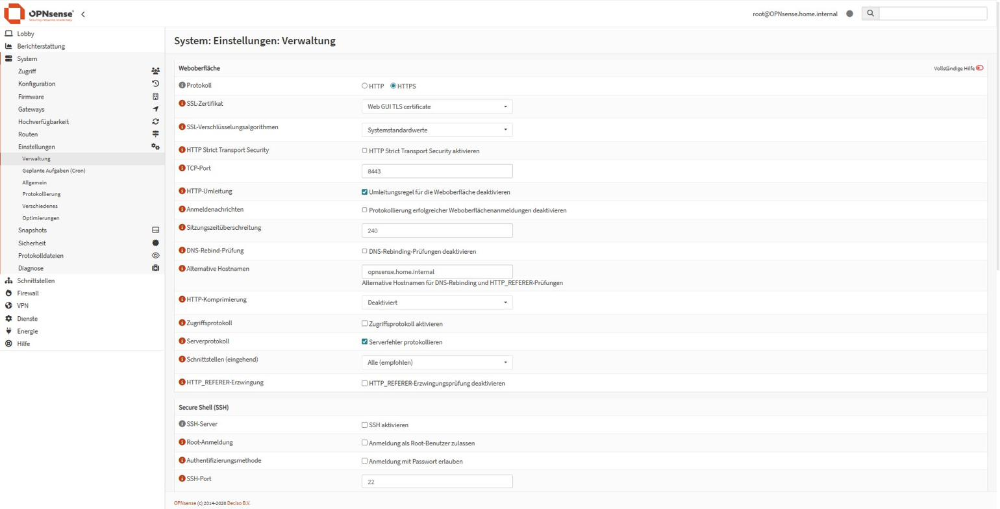 OPNsense®
Securing networks made easy
root@OPNsense.home.internal
Lobby
Berichterstattung
System
Zugriff
Konfiguration
Firmware
Gateways
Hochverfügbarkeit
Routen
Einstellungen
Verwaltung
Geplante Aufgaben (Cron)
Allgemein
Protokollierung
Verschiedenes
Optimierungen
Snapshots
Sicherheit
Protokolldateien
Diagnose
Schnittstellen
Firewall
VPN
Dienste
Energie
Hilfe
System: Einstellungen: Verwaltung
Weboberfläche Vollständige Hilfe
Protokoll HTTP HTTPS
SSL-Zertifikat Web GUI TLS certificate
SSL-Verschlüsselungsalgorithmen Systemstandardwerte
HTTP Strict Transport Security HTTP Strict Transport Security aktivieren
TCP-Port 8443
HTTP-Umleitung Umleitungsregel für die Weboberfläche deaktivieren
Anmeldenachrichten Protokollierung erfolgreicher Weboberflächenanmeldungen deaktivieren
Sitzungszeitüberschreitung 240
DNS-Rebind-Prüfung DNS-Rebinding-Prüfungen deaktivieren
Alternative Hostnamen opnsense.home.internal
Alternative Hostnamen für DNS-Rebinding und HTTP_REFERER-Prüfungen
HTTP-Komprimierung Deaktiviert
Zugriffsprotokoll Zugriffsprotokoll aktivieren
Serverprotokoll Serverfehler protokollieren
Schnittstellen (eingehend) Alle (empfohlen)
HTTP_REFERER-Erzwingung HTTP_REFERER-Erzwingungsprüfung deaktivieren
Secure Shell (SSH)
SSH-Server SSH aktivieren
Root-Anmeldung Anmeldung als Root-Benutzer zulassen
Authentifizierungsmethode Anmeldung mit Passwort erlauben
SSH-Port 22
OPNsense (c) 2014-2026 Deciso B.V.